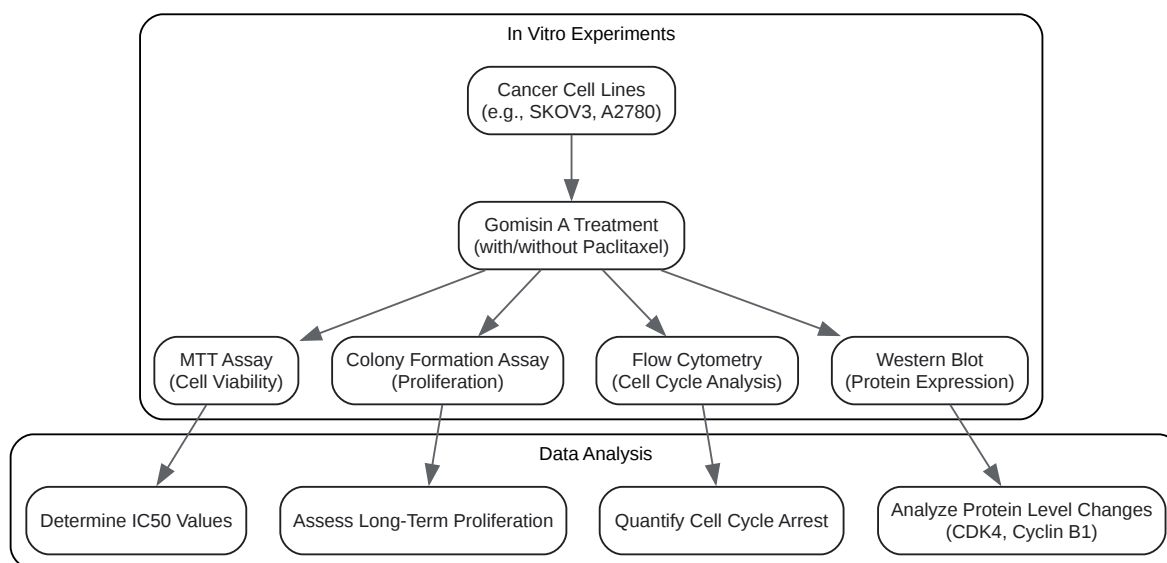 In Vitro Experiments
Cancer Cell Lines
(e.g., SKOV3, A2780)
Gomisin A Treatment
(with/without Paclitaxel)
MTT Assay
(Cell Viability)
Colony Formation Assay
(Proliferation)
Flow Cytometry
(Cell Cycle Analysis)
Western Blot
(Protein Expression)
Data Analysis
Determine IC50 Values
Assess Long-Term Proliferation
Quantify Cell Cycle Arrest
Analyze Protein Level Changes
(CDK4, Cyclin B1)